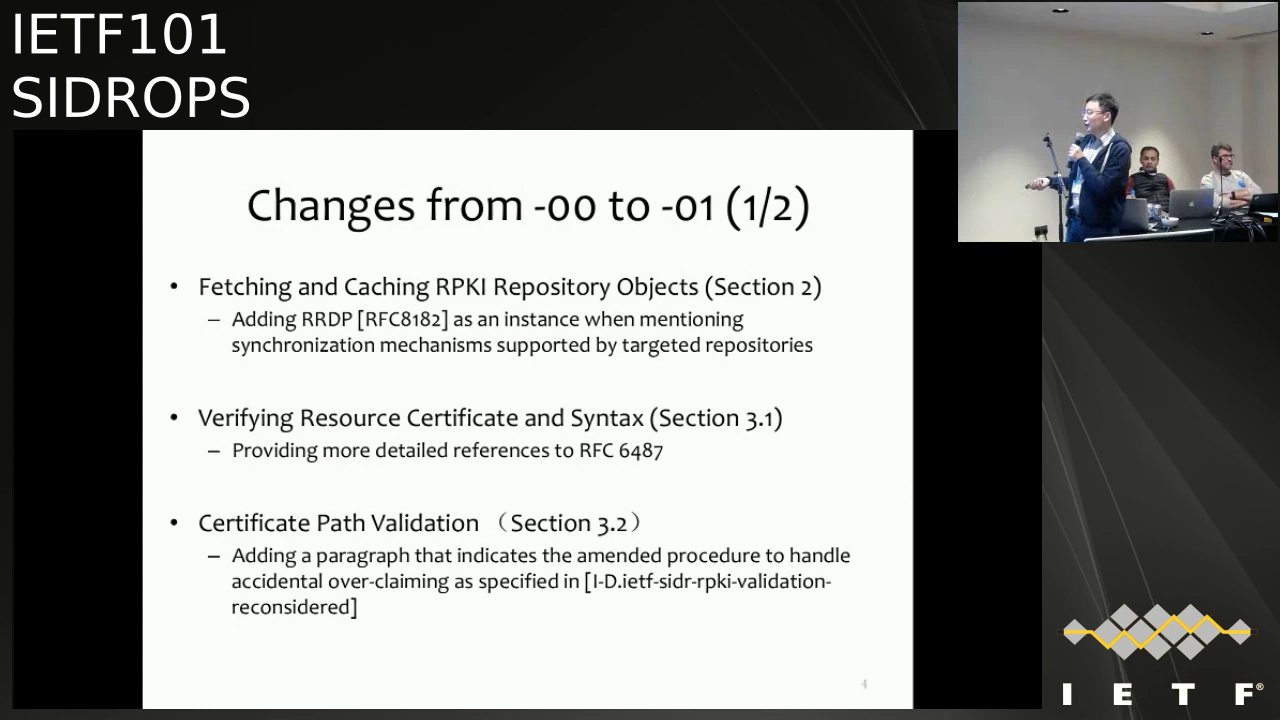 IETF101
SIDROPS
Changes from -00 to -01 (1/2)
• Fetching and Caching RPKI Repository Objects (Section 2)
– Adding RRDP [RFC8182] as an instance when mentioning
synchronization mechanisms supported by targeted repositories
• Verifying Resource Certificate and Syntax (Section 3.1)
– Providing more detailed references to RFC 6487
• Certificate Path Validation （Section 3.2）
– Adding a paragraph that indicates the amended procedure to handle
accidental over-claiming as specified in [I-D.ietf-sidr-rpki-validation-
reconsidered]
4
I E T F®